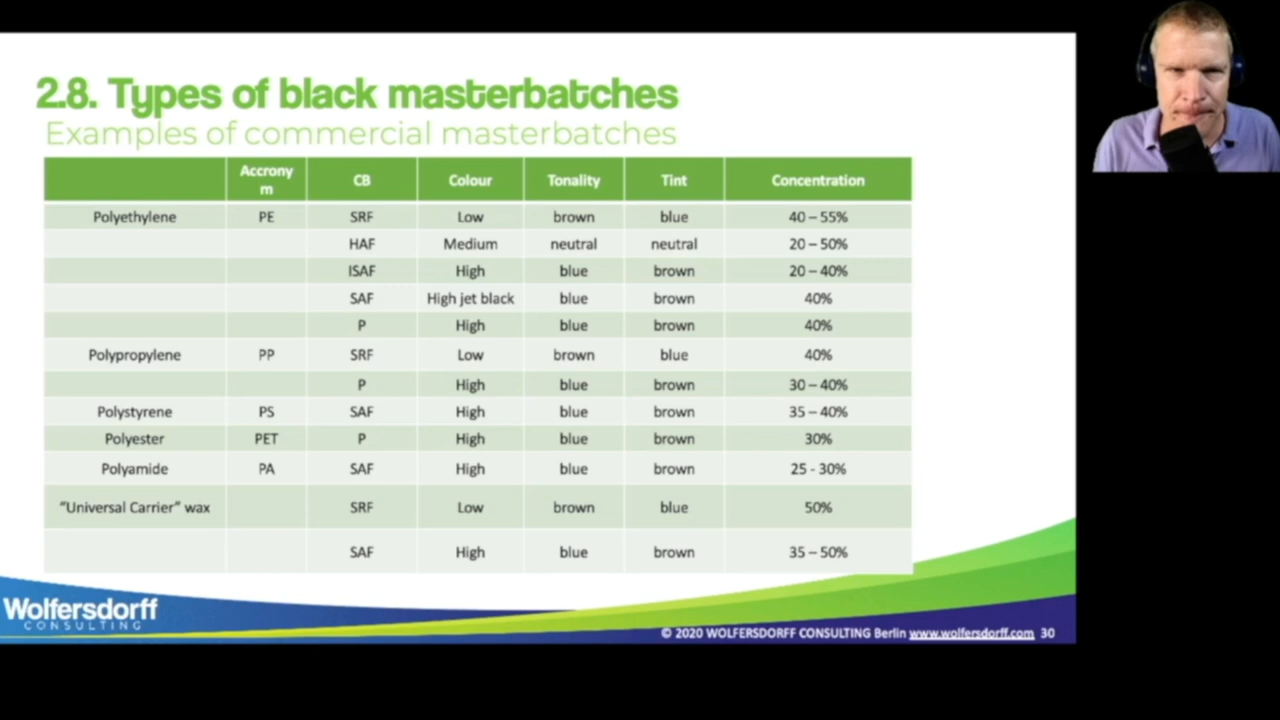 2.8. Types of black masterbatches
Examples of commercial masterbatches
Accronym CB Colour Tonality Tint Concentration
Polyethylene PE SRF Low brown blue 40 – 55%
HAF Medium neutral neutral 20 – 50%
ISAF High blue brown 20 – 40%
SAF High jet black blue brown 40%
P High blue brown 40%
Polypropylene PP SRF Low brown blue 40%
P High blue brown 30 – 40%
Polystyrene PS SAF High blue brown 35 – 40%
Polyester PET P High blue brown 30%
Polyamide PA SAF High blue brown 25 - 30%
“Universal Carrier” wax SRF Low brown blue 50%
SAF High blue brown 35 – 50%
Wolfersdorff
CONSULTING
© 2020 WOLFERSDORFF CONSULTING Berlin www.wolfersdorff.com 30